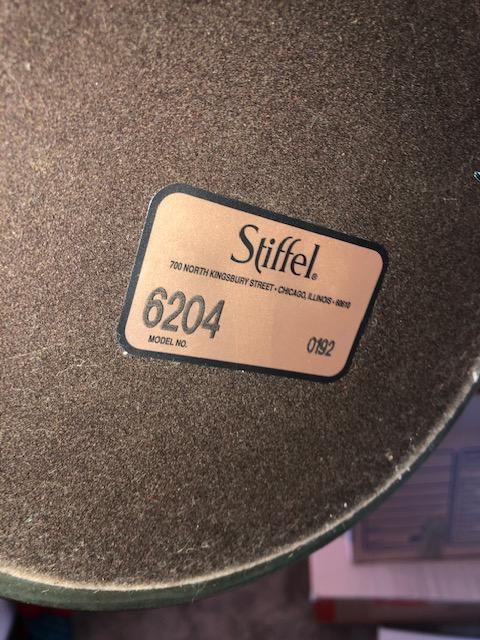 Stiffel®
700 NORTH KINGSBURY STREET • CHICAGO, ILLINOIS • 60610
6204
MODEL NO.
0192